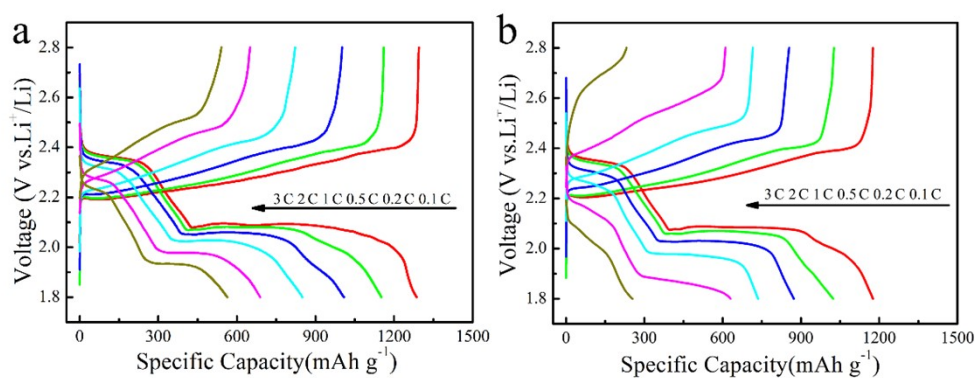 a
2.8
2.6
2.4
2.2
2.0
1.8
Voltage (V vs.Li⁺/Li)
3 C 2 C 1 C 0.5 C 0.2 C 0.1 C
0 300 600 900 1200 1500
Specific Capacity(mAh g⁻¹)
b
2.8
2.6
2.4
2.2
2.0
1.8
Voltage (V vs.Li⁺/Li)
3 C 2 C 1 C 0.5 C 0.2 C 0.1 C
0 300 600 900 1200 1500
Specific Capacity(mAh g⁻¹)